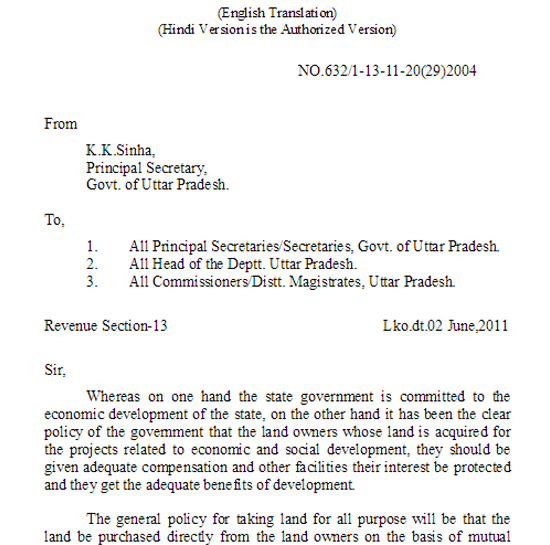 (English Translation)
(Hindi Version is the Authorized Version)
NO.632/1-13-11-20(29)2004
From
K.K.Sinha,
Principal Secretary,
Govt. of Uttar Pradesh.
To,
1. All Principal Secretaries/Secretaries, Govt. of Uttar Pradesh.
2. All Head of the Deptt. Uttar Pradesh.
3. All Commissioners/Distt. Magistrates, Uttar Pradesh.
Revenue Section-13 Lko.dt.02 June,2011
Sir,
Whereas on one hand the state government is committed to the
economic development of the state, on the other hand it has been the clear
policy of the government that the land owners whose land is acquired for
the projects related to economic and social development, they should be
given adequate compensation and other facilities their interest be protected
and they get the adequate benefits of development.
The general policy for taking land for all purpose will be that the
land be purchased directly from the land owners on the basis of mutual